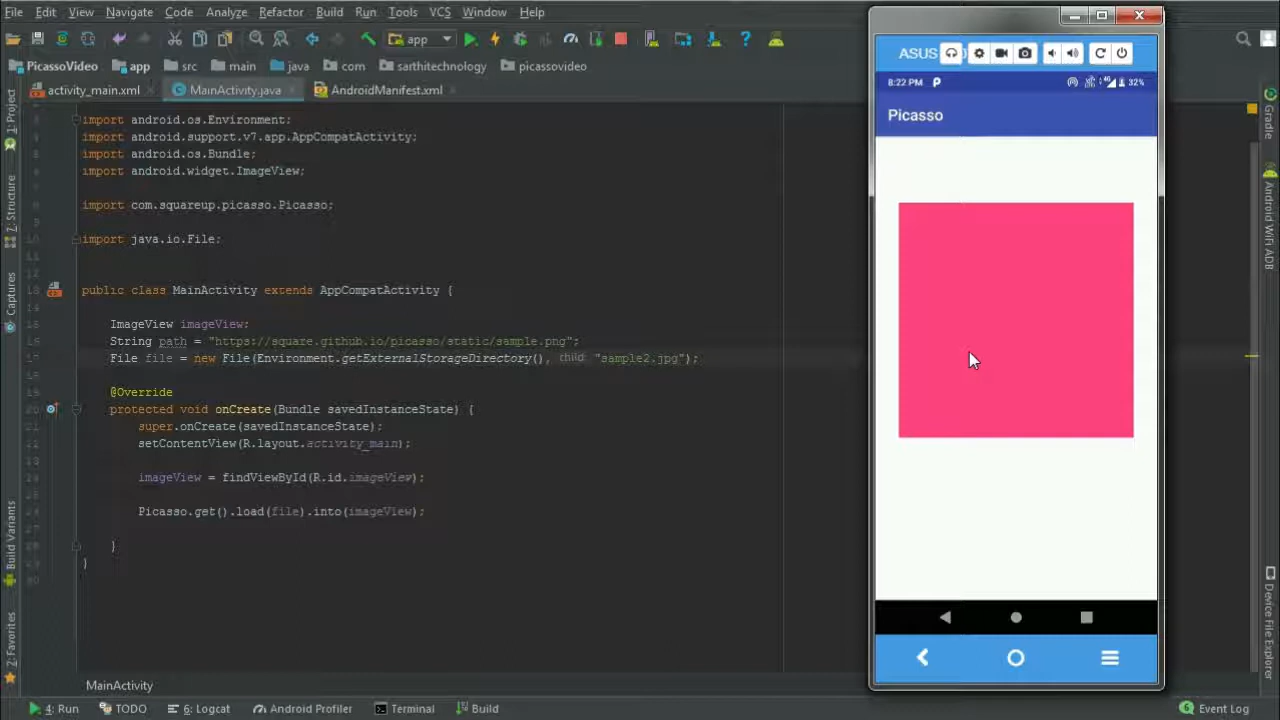 File Edit View Navigate Code Analyze Refactor Build Run Tools VCS Window Help
app
PicassoVideo app src main java com sarthitechnology picassovideo
activity_main.xml MainActivity.java AndroidManifest.xml
1: Project
7: Structure
Captures
Build Variants
2: Favorites
import android.os.Environment;
import android.support.v7.app.AppCompatActivity;
import android.os.Bundle;
import android.widget.ImageView;
import com.squareup.picasso.Picasso;
import java.io.File;
public class MainActivity extends AppCompatActivity {
ImageView imageView;
String path = "https://square.github.io/picasso/static/sample.png";
File file = new File(Environment.getExternalStorageDirectory(), child: "sample2.jpg");
@Override
protected void onCreate(Bundle savedInstanceState) {
super.onCreate(savedInstanceState);
setContentView(R.layout.activity_main);
imageView = findViewById(R.id.imageView);
Picasso.get().load(file).into(imageView);
}
}
MainActivity
4: Run TODO 6: Logcat Android Profiler Terminal Build
ASUS
8:22 PM 32%
Picasso
Gradle
Android WiFi ADB
Device File Explorer
Event Log